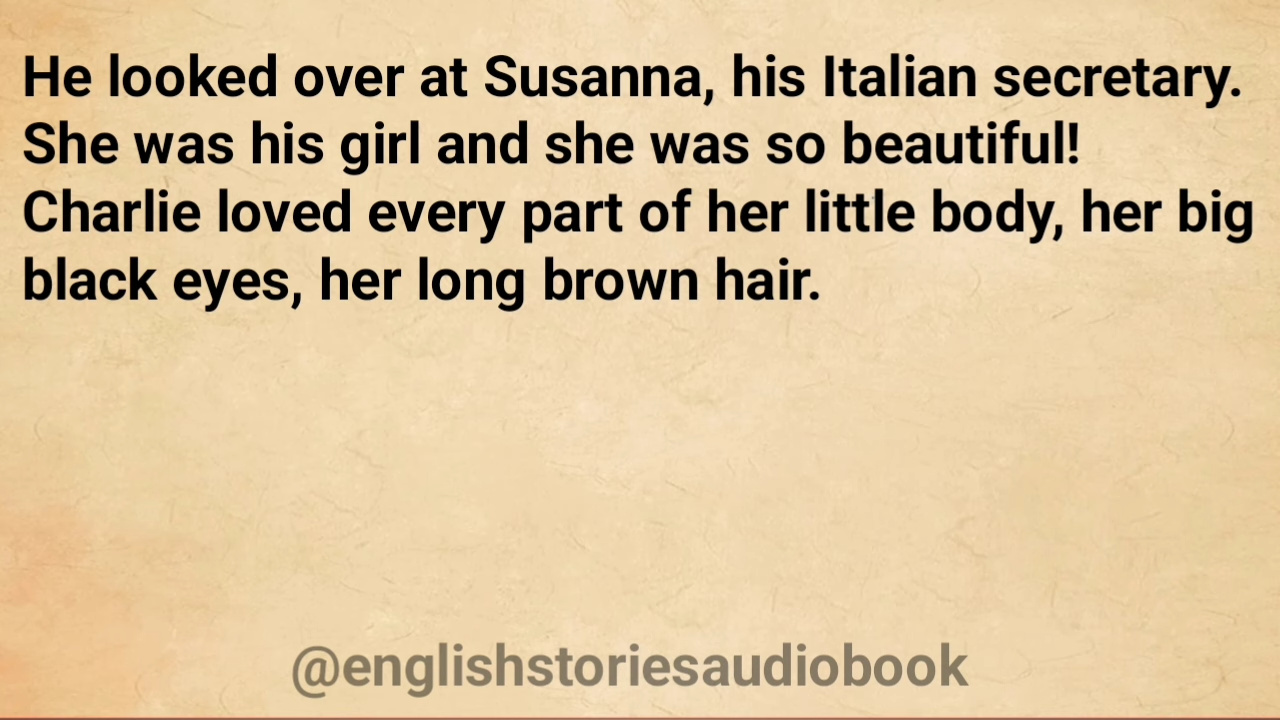 He looked over at Susanna, his Italian secretary.
She was his girl and she was so beautiful!
Charlie loved every part of her little body, her big
black eyes, her long brown hair.
@englishstoriesaudiobook